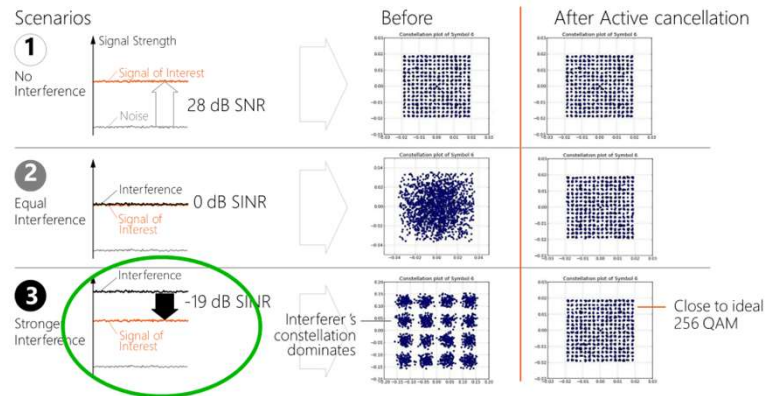 Scenarios
Before
After Active cancellation
1
No
Interference
Signal Strength
Signal of Interest
Noise
28 dB SNR
Constellation plot of Symbol 6
Constellation plot of Symbol 6
2
Equal
Interference
Interference
Signal of
Interest
0 dB SINR
Constellation plot of Symbol 6
Constellation plot of Symbol 6
3
Stronger
Interference
Interference
Signal of
Interest
-19 dB SINR
Interferer's
constellation
dominates
Constellation plot of Symbol 6
Constellation plot of Symbol 6
Close to ideal
256 QAM